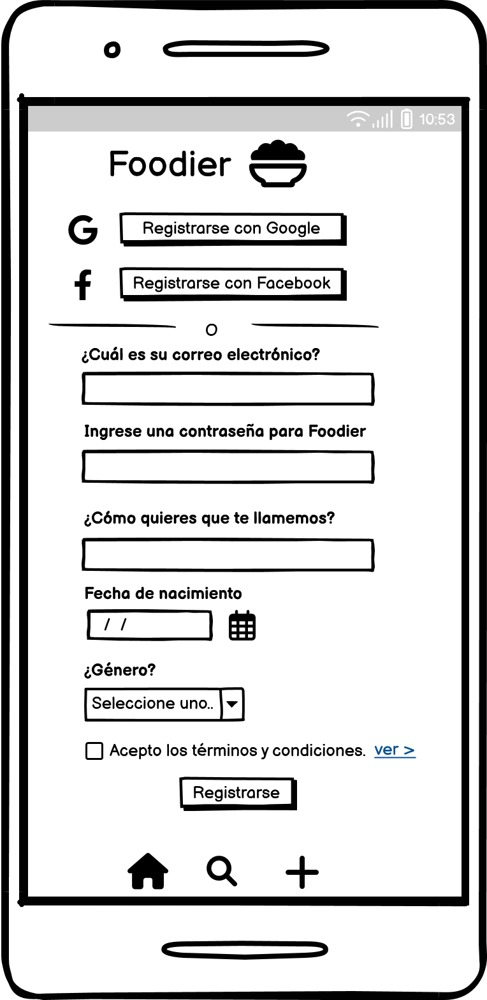 10:53
Foodier
G Registrarse con Google
f Registrarse con Facebook
O
¿Cuál es su correo electrónico?
Ingrese una contraseña para Foodier
¿Cómo quieres que te llamemos?
Fecha de nacimiento
/ /
¿Género?
Seleccione uno..
Acepto los términos y condiciones. ver >
Registrarse